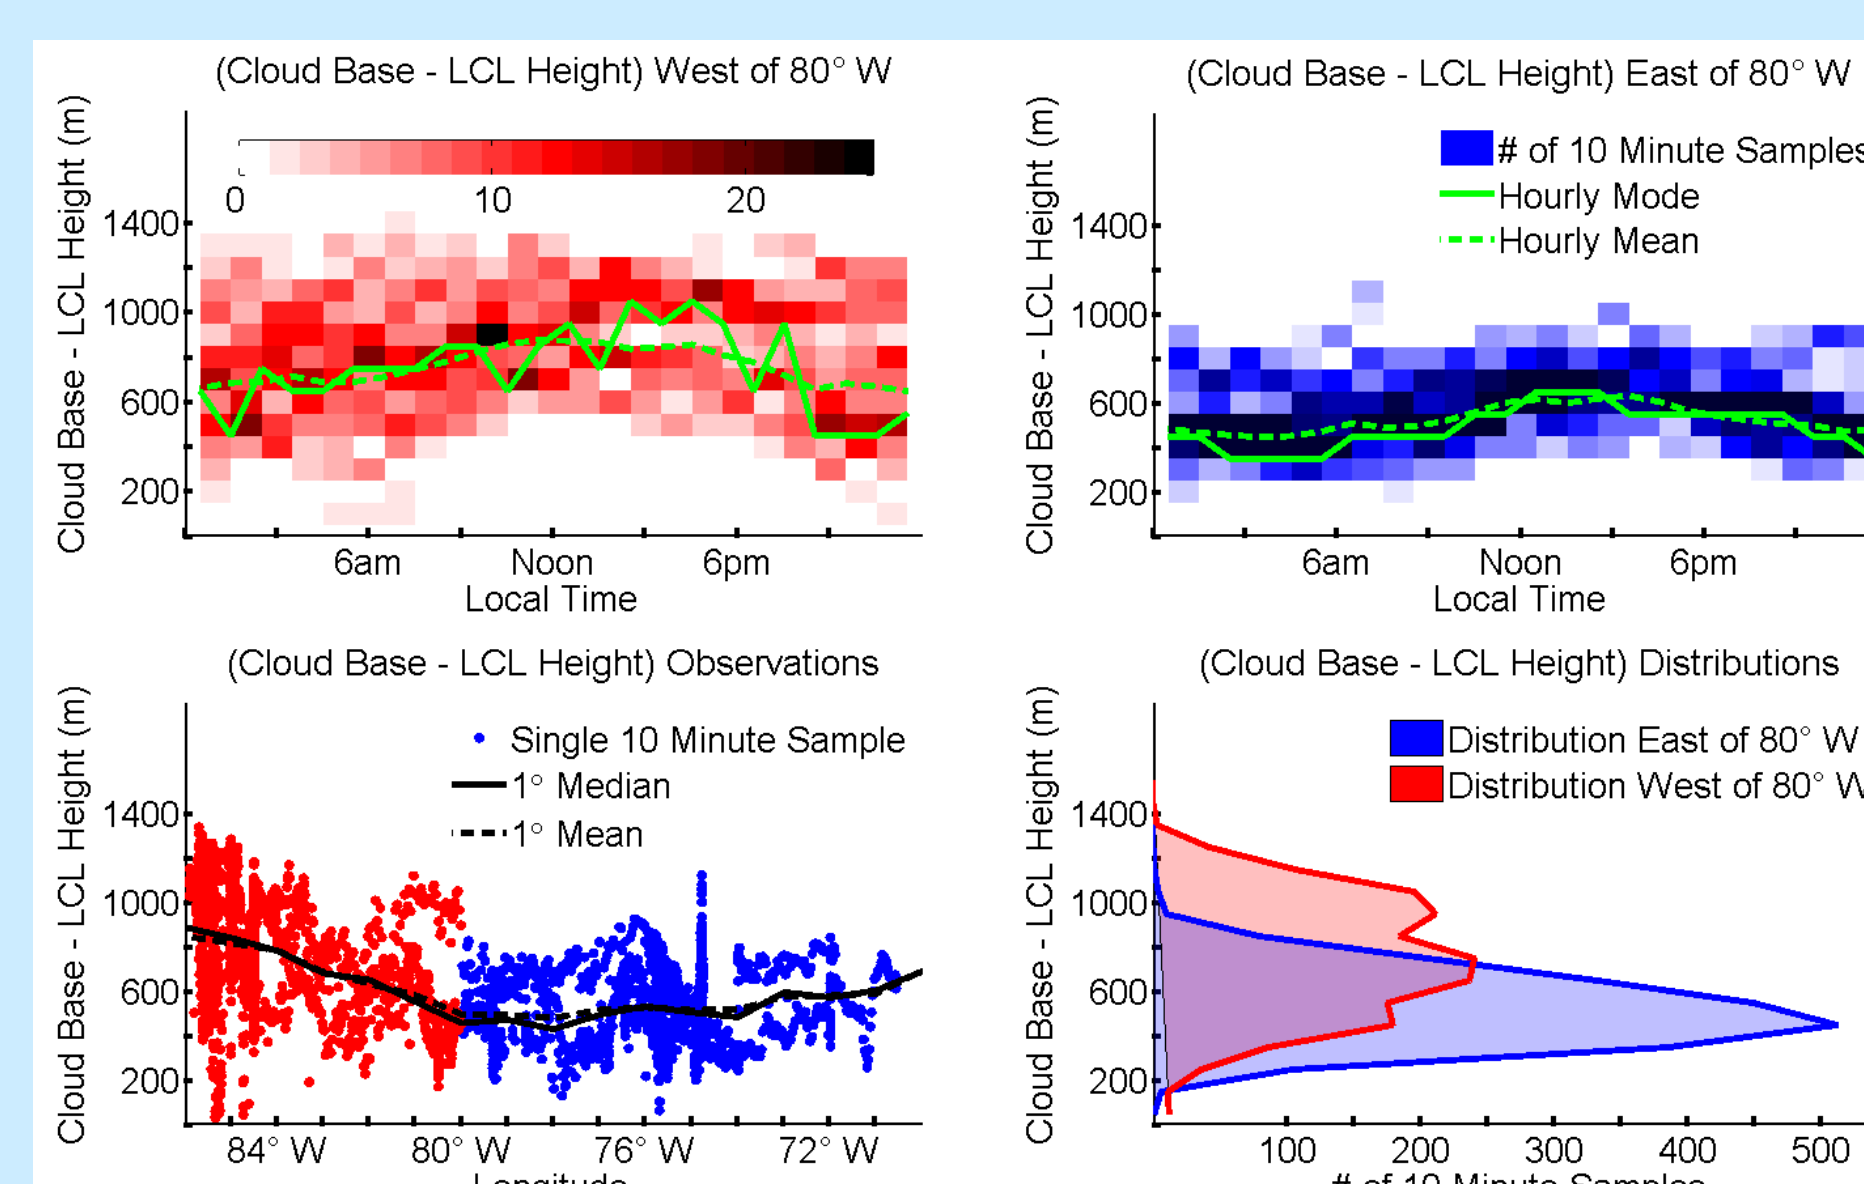 (Cloud Base - LCL Height) West of 80° W
Cloud Base - LCL Height (m)
0 10 20
1400
1000
600
200
6am Noon 6pm
Local Time
(Cloud Base - LCL Height) East of 80° W
Cloud Base - LCL Height (m)
# of 10 Minute Samples
Hourly Mode
Hourly Mean
1400
1000
600
200
6am Noon 6pm
Local Time
(Cloud Base - LCL Height) Observations
Cloud Base - LCL Height (m)
Single 10 Minute Sample
1° Median
1° Mean
1400
1000
600
200
84° W 80° W 76° W 72° W
Longitude
(Cloud Base - LCL Height) Distributions
Cloud Base - LCL Height (m)
Distribution East of 80° W
Distribution West of 80° W
1400
1000
600
200
100 200 300 400 500
# of 10 Minute Samples